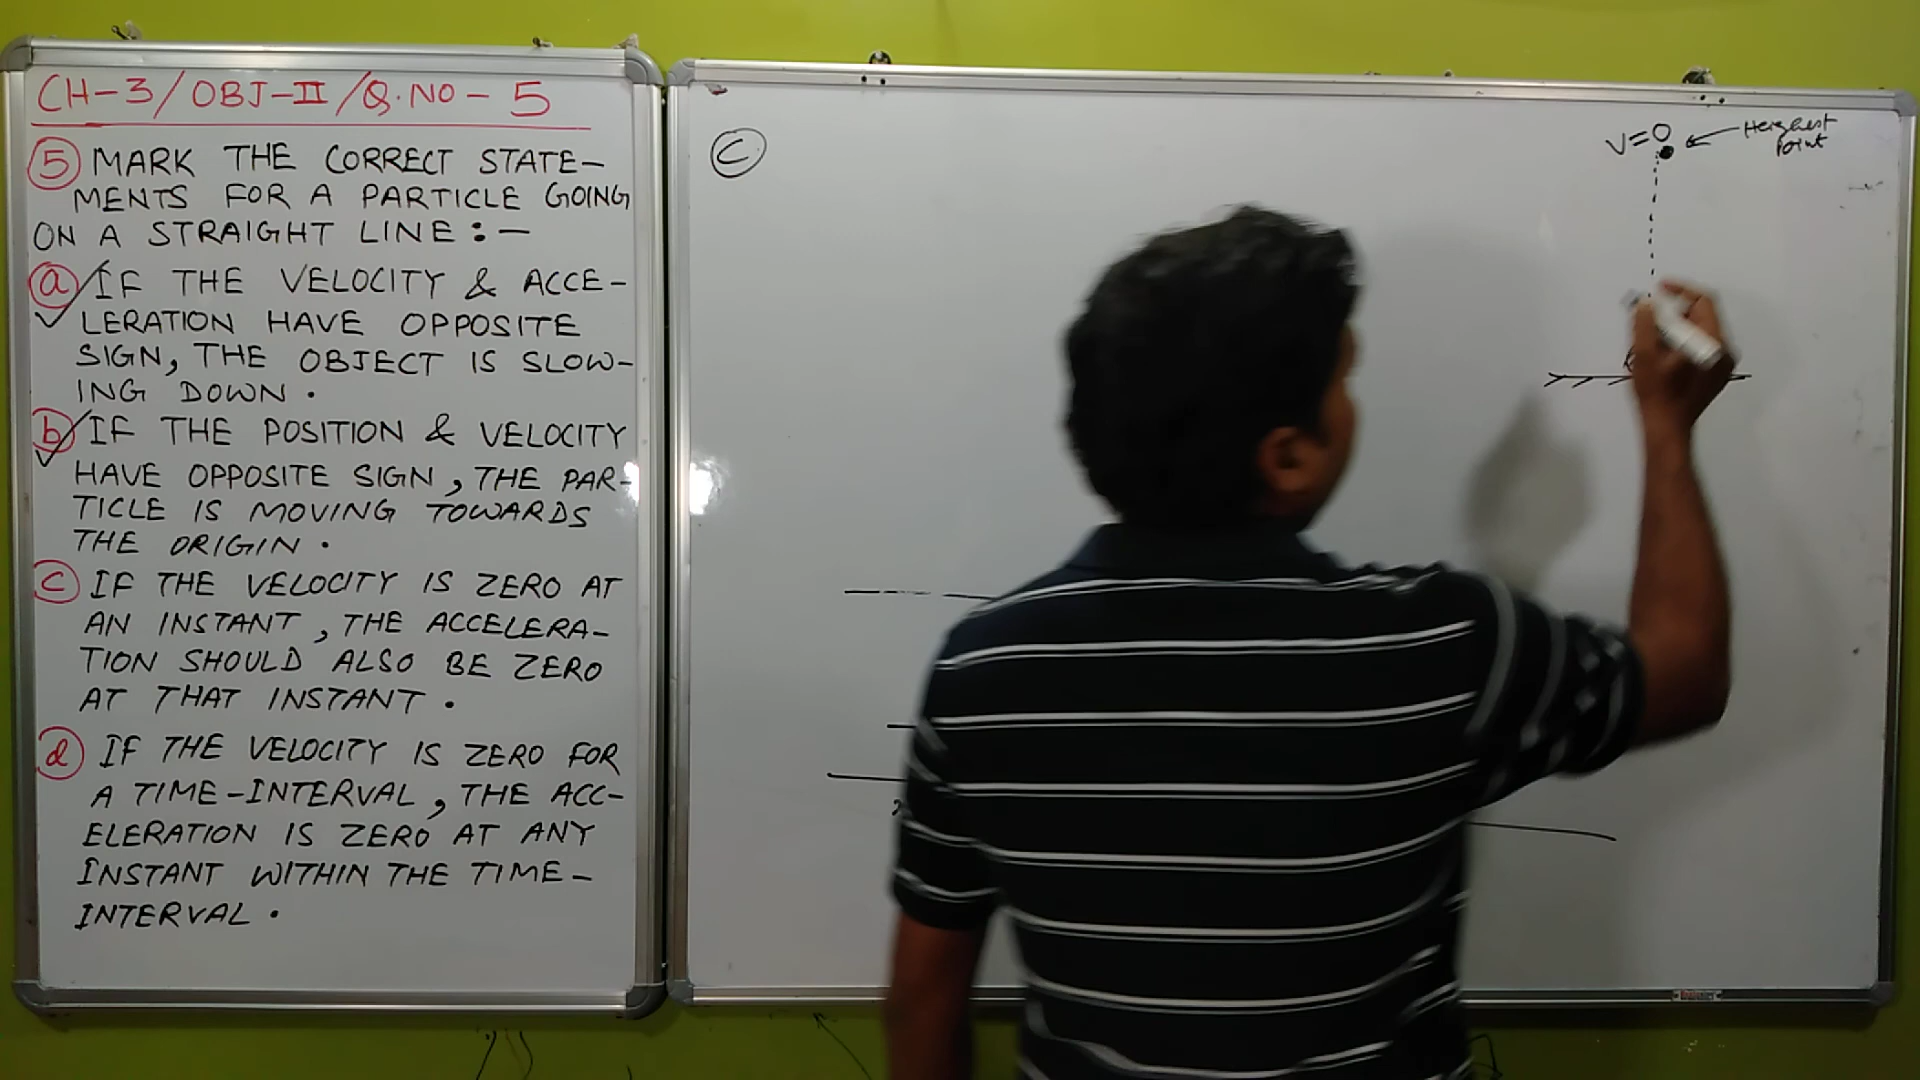 CH-3/OBJ-II/Q.NO-5
5 MARK THE CORRECT STATE-
MENTS FOR A PARTICLE GOING
ON A STRAIGHT LINE:-
a IF THE VELOCITY & ACCE-
LERATION HAVE OPPOSITE
SIGN, THE OBJECT IS SLOW-
ING DOWN.
b IF THE POSITION & VELOCITY
HAVE OPPOSITE SIGN, THE PAR-
TICLE IS MOVING TOWARDS
THE ORIGIN.
c IF THE VELOCITY IS ZERO AT
AN INSTANT, THE ACCELERA-
TION SHOULD ALSO BE ZERO
AT THAT INSTANT.
d IF THE VELOCITY IS ZERO FOR
A TIME-INTERVAL, THE ACC-
ELERATION IS ZERO AT ANY
INSTANT WITHIN THE TIME-
INTERVAL.
C
V=0
Heighest
Point